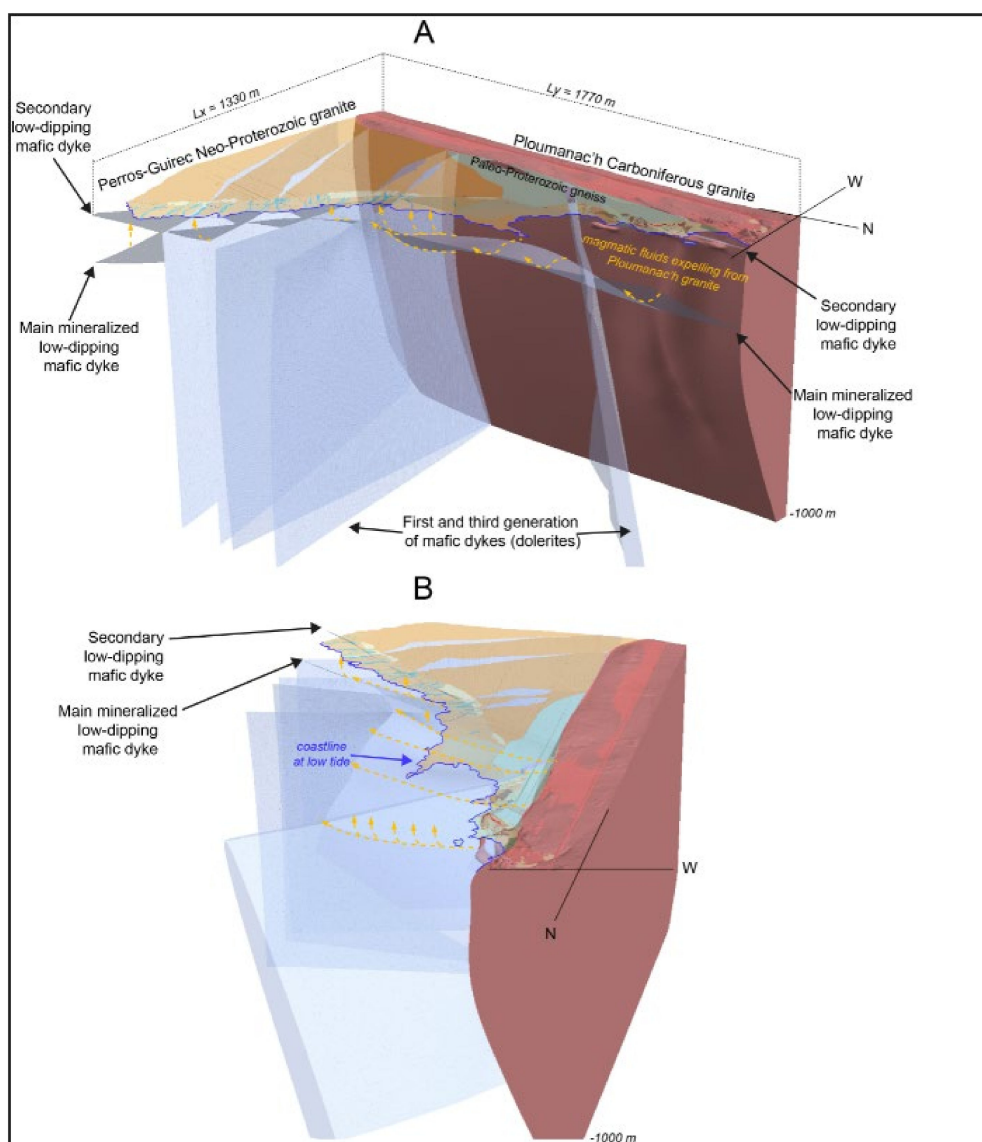 A
Lx = 1330 m
Ly = 1770 m
Secondary
low-dipping
mafic dyke
Perros-Guirec Neo-Proterozoic granite
Ploumanac'h Carboniferous granite
Paleo-Proterozoic gneiss
W
N
magmatic fluids expelling from
Ploumanac'h granite
Main mineralized
low-dipping
mafic dyke
Secondary
low-dipping
mafic dyke
Main mineralized
low-dipping
mafic dyke
-1000 m
First and third generation
of mafic dykes (dolerites)
B
Secondary
low-dipping
mafic dyke
Main mineralized
low-dipping
mafic dyke
coastline
at low tide
W
N
-1000 m